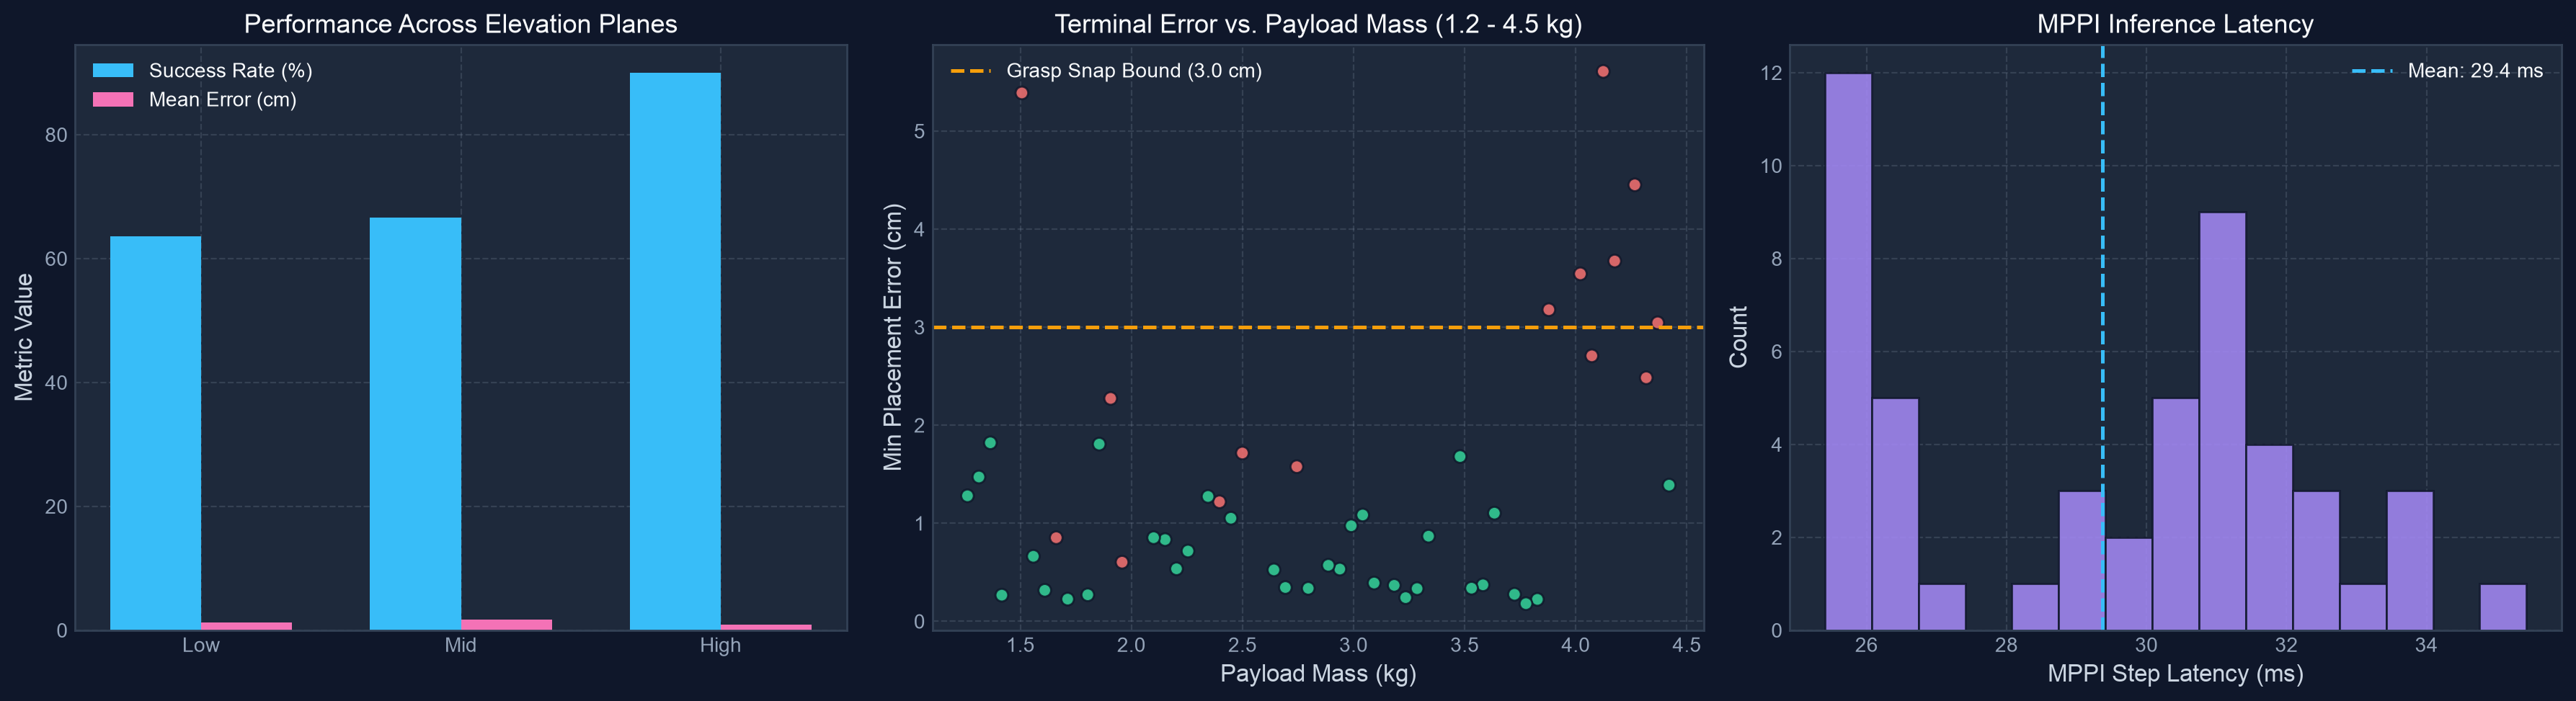 Performance Across Elevation Planes
Success Rate (%)
Mean Error (cm)
Metric Value
80
60
40
20
0
Low
Mid
High
Terminal Error vs. Payload Mass (1.2 - 4.5 kg)
Grasp Snap Bound (3.0 cm)
Min Placement Error (cm)
5
4
3
2
1
0
1.5
2.0
2.5
3.0
3.5
4.0
4.5
Payload Mass (kg)
MPPI Inference Latency
Mean: 29.4 ms
Count
12
10
8
6
4
2
0
26
28
30
32
34
MPPI Step Latency (ms)